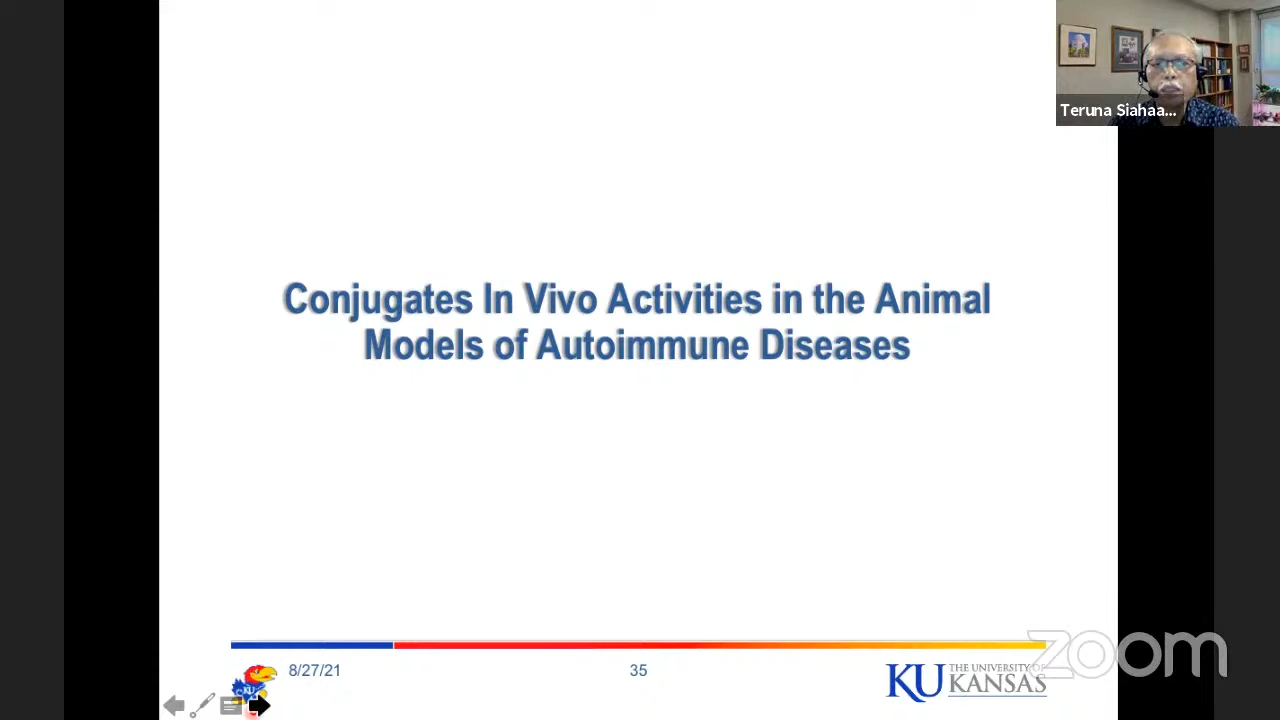 Teruna Siahaa...
Conjugates In Vivo Activities in the Animal
Models of Autoimmune Diseases
KU
8/27/21
35
KU
THE UNIVERSITY OF
KANSAS
zoom